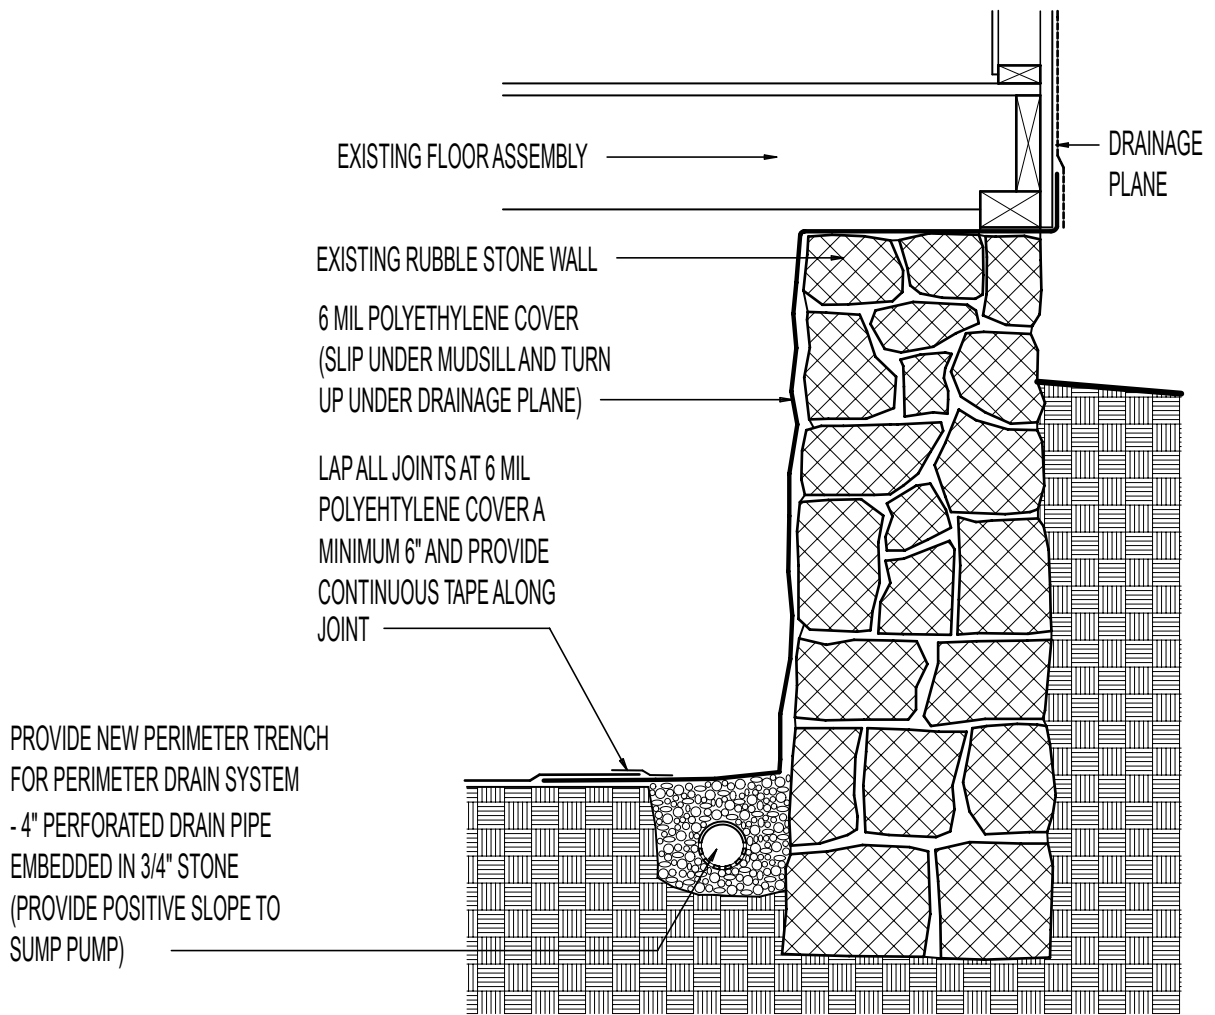 EXISTING FLOOR ASSEMBLY
DRAINAGE
PLANE
EXISTING RUBBLE STONE WALL
6 MIL POLYETHYLENE COVER
(SLIP UNDER MUDSILL AND TURN
UP UNDER DRAINAGE PLANE)
LAP ALL JOINTS AT 6 MIL
POLYEHTYLENE COVER A
MINIMUM 6" AND PROVIDE
CONTINUOUS TAPE ALONG
JOINT
PROVIDE NEW PERIMETER TRENCH
FOR PERIMETER DRAIN SYSTEM
- 4" PERFORATED DRAIN PIPE
EMBEDDED IN 3/4" STONE
(PROVIDE POSITIVE SLOPE TO
SUMP PUMP)